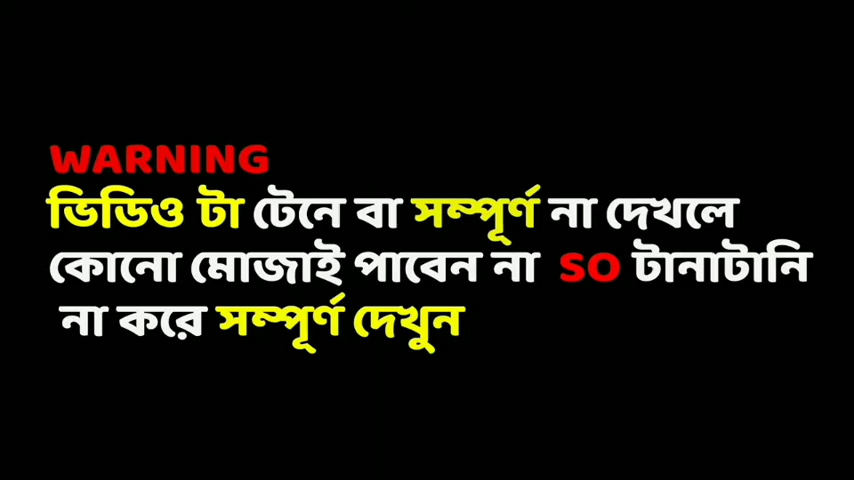 WARNING
ভিডিও টা টেনে বা সম্পূর্ণ না দেখলে
কোনো মোজাই পাবেন না SO টানাটানি
না করে সম্পূর্ণ দেখুন